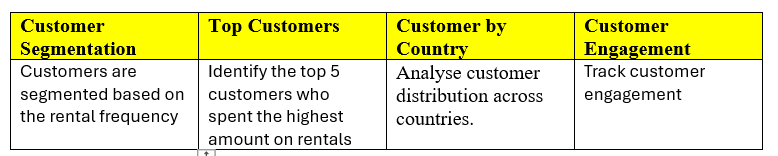 Customer
Segmentation
Top Customers
Customer by
Country
Customer
Engagement
Customers are
segmented based on
the rental frequency
Identify the top 5
customers who
spent the highest
amount on rentals
Analyse customer
distribution across
countries.
Track customer
engagement